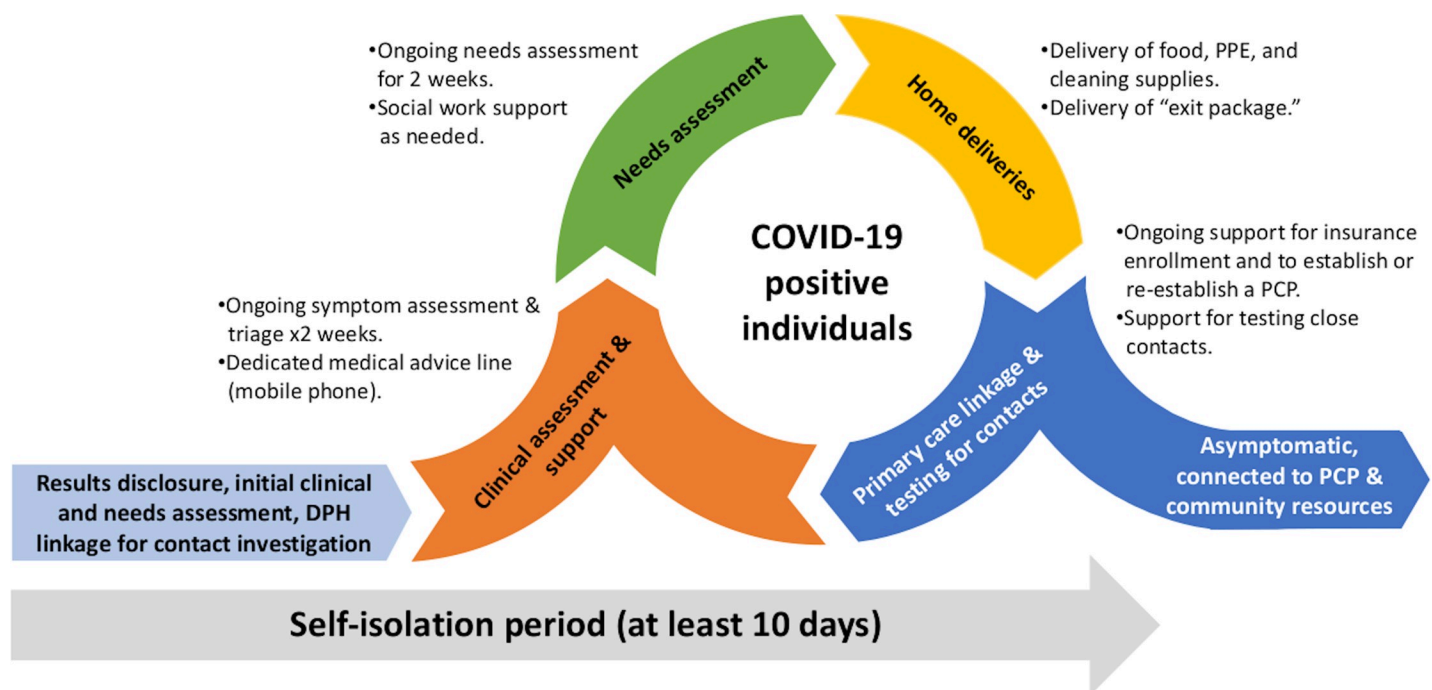 •Ongoing needs assessment
for 2 weeks.
•Social work support
as needed.
Needs assessment
Home deliveries
•Delivery of food, PPE, and
cleaning supplies.
•Delivery of “exit package.”
COVID-19
positive
individuals
•Ongoing symptom assessment &
triage x2 weeks.
•Dedicated medical advice line
(mobile phone).
Clinical assessment &
support
•Ongoing support for insurance
enrollment and to establish or
re-establish a PCP.
•Support for testing close
contacts.
Primary care linkage &
testing for contacts
Results disclosure, initial clinical
and needs assessment, DPH
linkage for contact investigation
Asymptomatic,
connected to PCP &
community resources
Self-isolation period (at least 10 days)